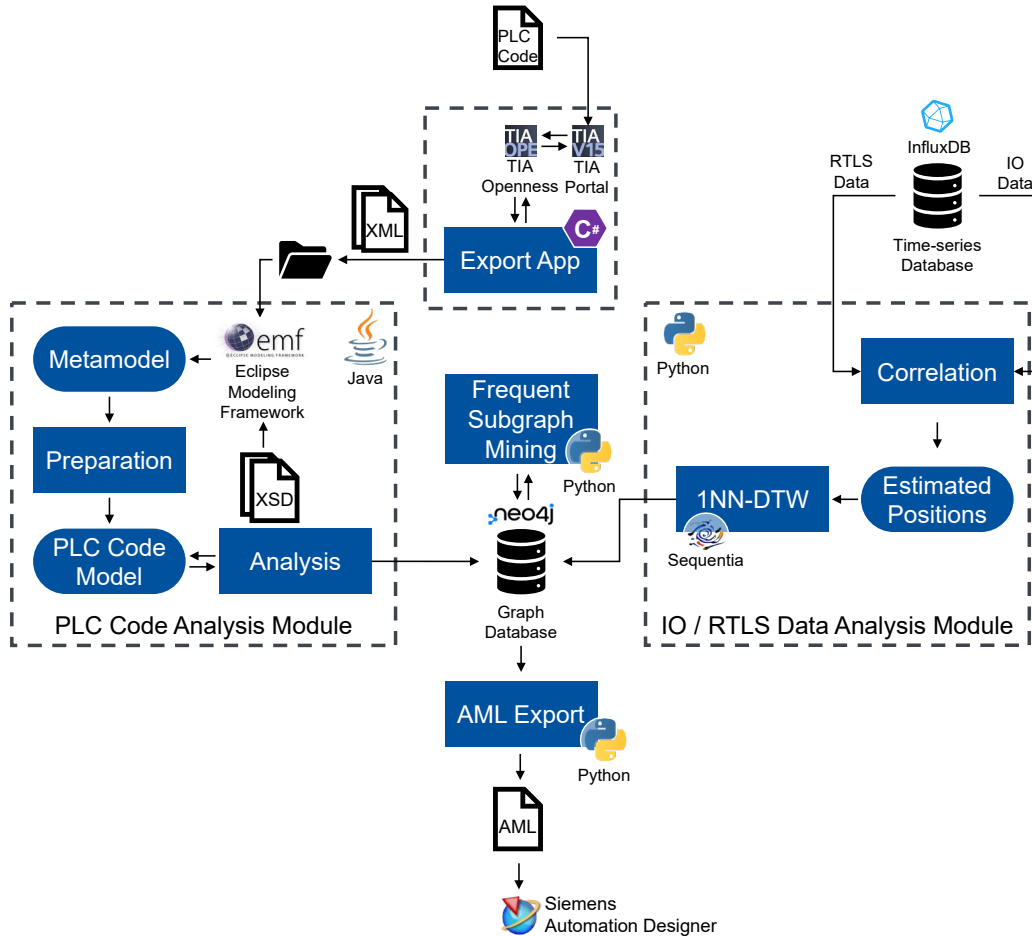 PLC
Code
TIA
OPE
TIA
V15
TIA
Openness
TIA
Portal
C#
Export App
XML
InfluxDB
RTLS
Data
IO
Data
Time-series
Database
emf
ECLIPSE MODELING FRAMEWORK
Eclipse
Modeling
Framework
Java
Metamodel
Preparation
XSD
PLC Code
Model
Analysis
PLC Code Analysis Module
Frequent
Subgraph
Mining
Python
neo4j
Graph
Database
Python
Correlation
Estimated
Positions
1NN-DTW
Sequentia
IO / RTLS Data Analysis Module
AML Export
Python
AML
Siemens
Automation Designer